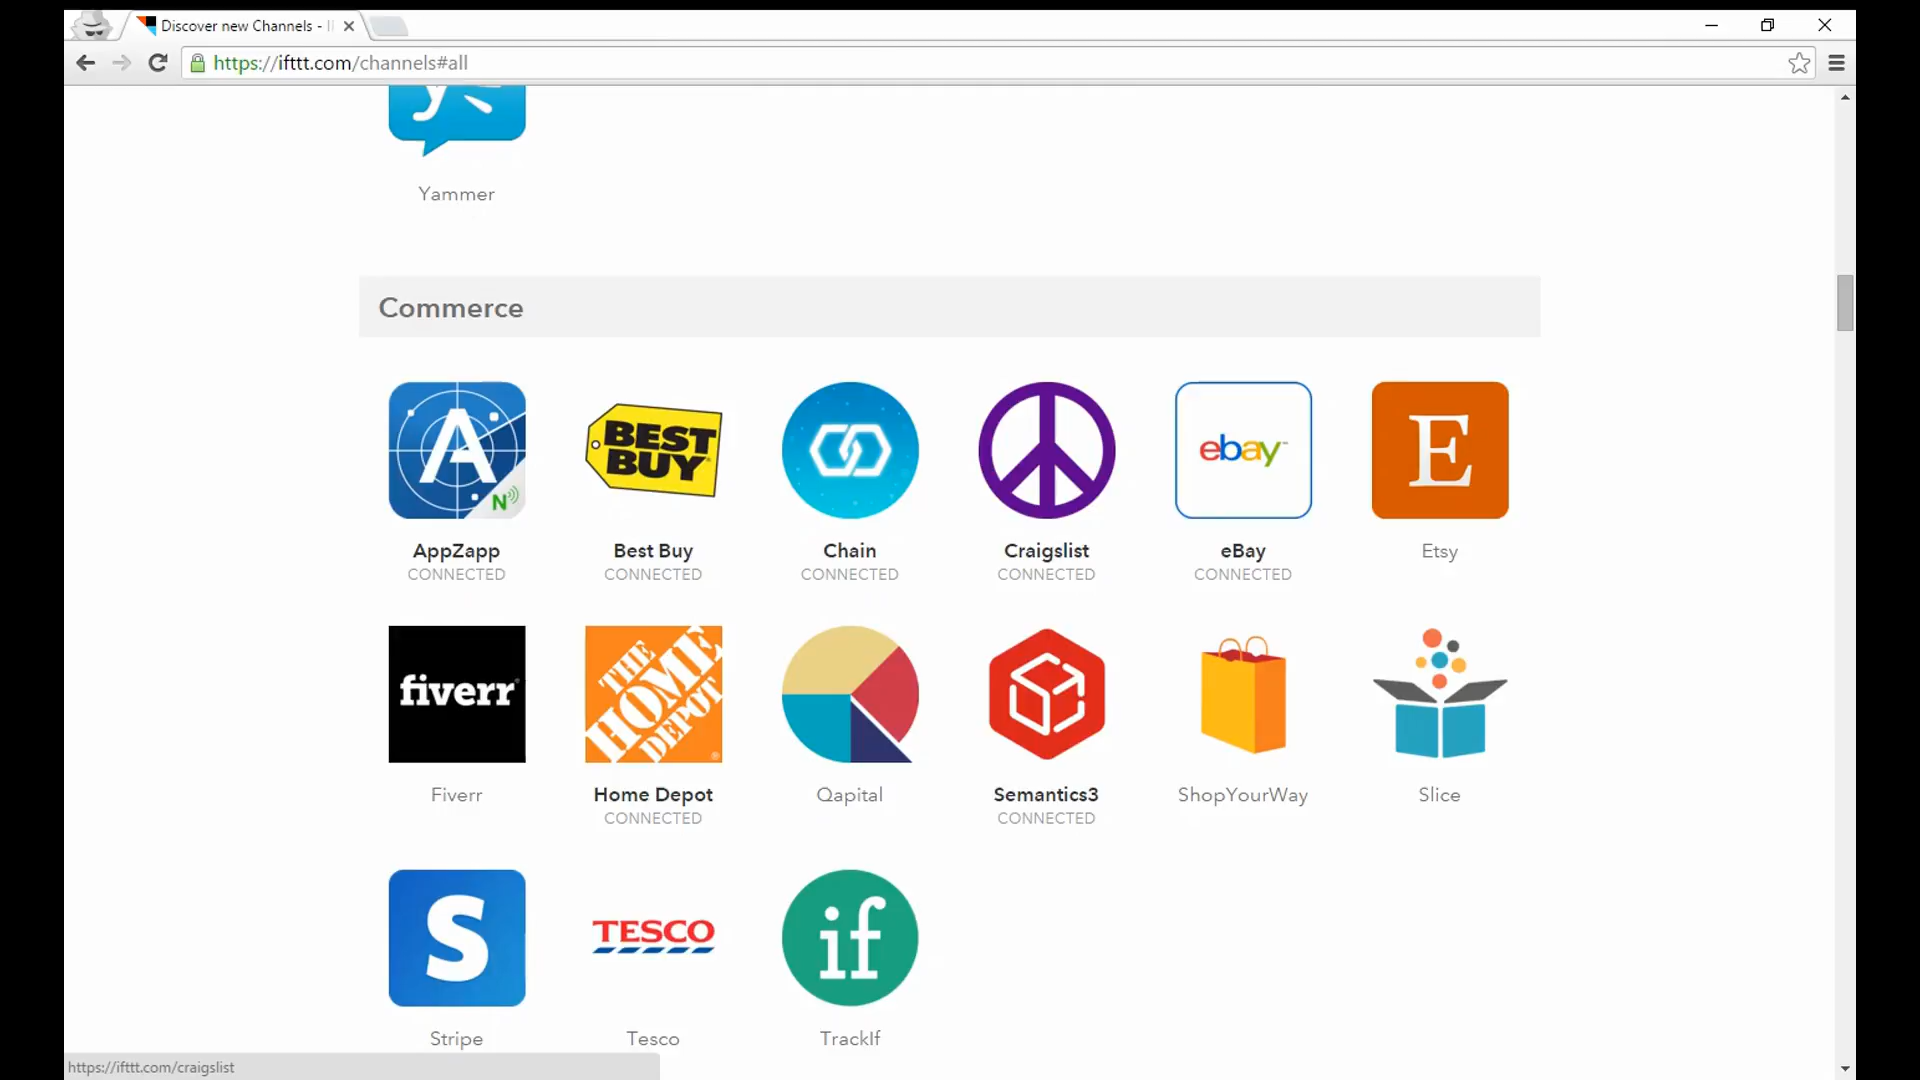 Discover new Channels - I
https://ifttt.com/channels#all
y
Yammer
Commerce
A
N
BEST
BUY
ebay™
E
AppZapp
Best Buy
Chain
Craigslist
eBay
Etsy
CONNECTED
CONNECTED
CONNECTED
CONNECTED
CONNECTED
fiverr
THE
HOME
DEPOT
Fiverr
Home Depot
Qapital
Semantics3
ShopYourWay
Slice
CONNECTED
CONNECTED
S
TESCO
if
Stripe
Tesco
TrackIf
https://ifttt.com/craigslist